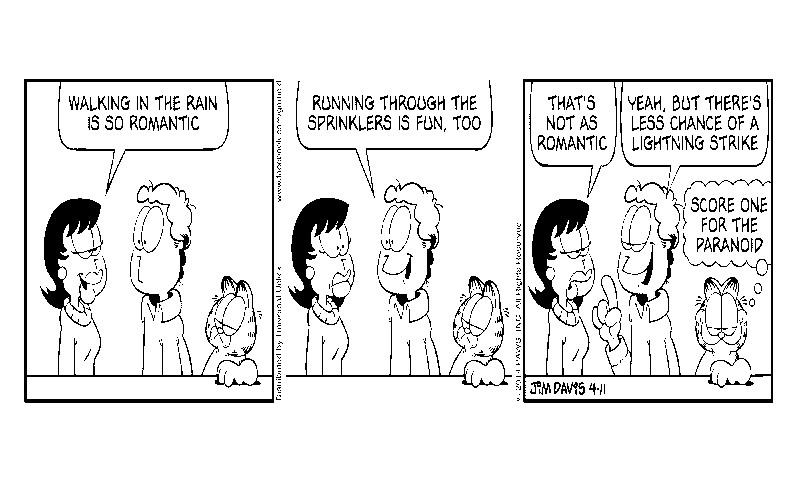 WALKING IN THE RAIN
IS SO ROMANTIC
RUNNING THROUGH THE
SPRINKLERS IS FUN, TOO
THAT'S
NOT AS
ROMANTIC
YEAH, BUT THERE'S
LESS CHANCE OF A
LIGHTNING STRIKE
SCORE ONE
FOR THE
PARANOID
JIM DAVIS 4-11